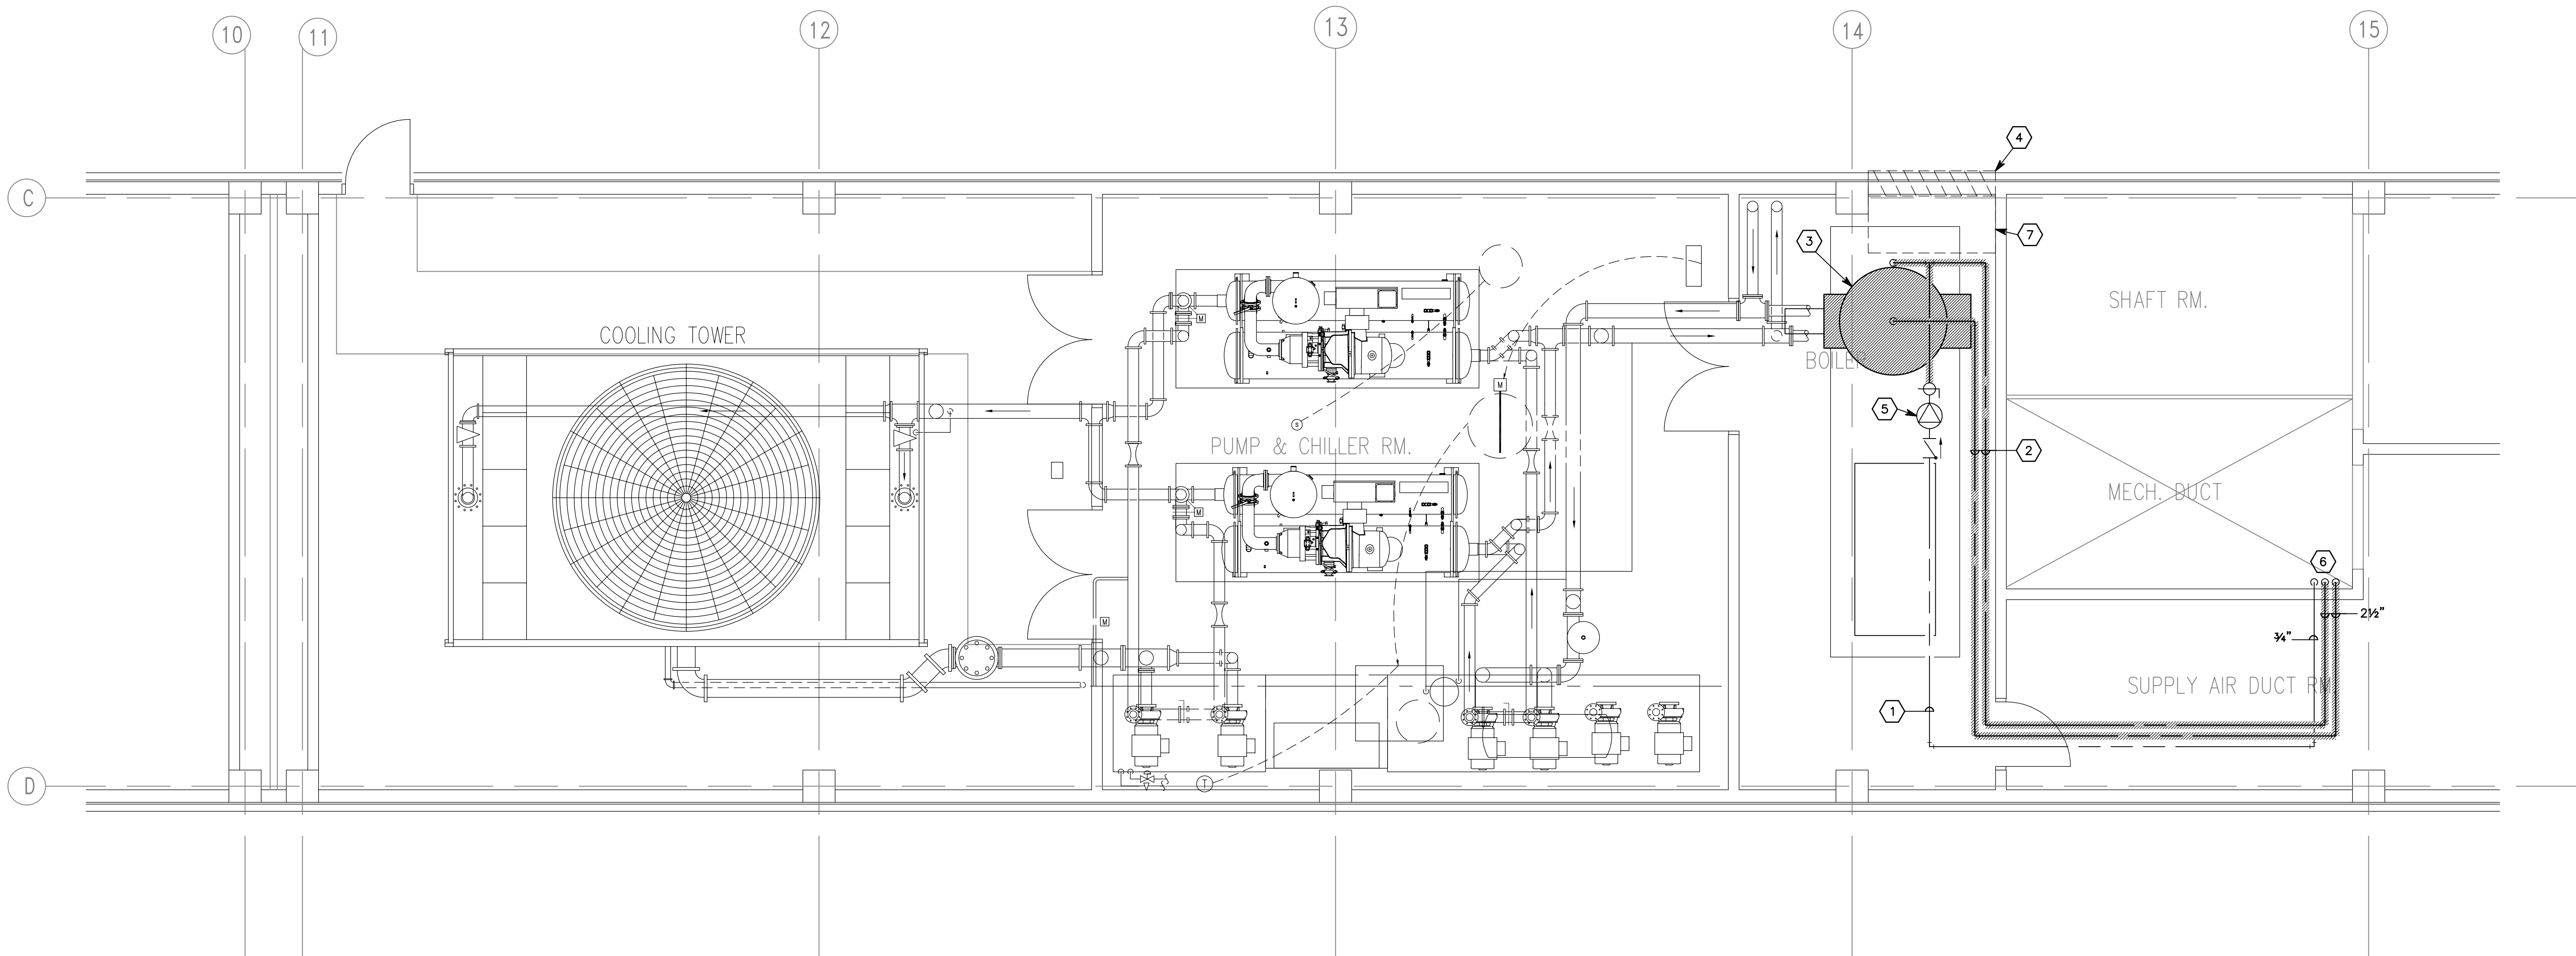 10
11
12
13
14
15
4
C
3
7
SHAFT RM.
M
COOLING TOWER
BOILER
M
5
S
PUMP & CHILLER RM.
2
MECH. DUCT
M
6
2½"
M
¾"
SUPPLY AIR DUCT RM.
1
D
T